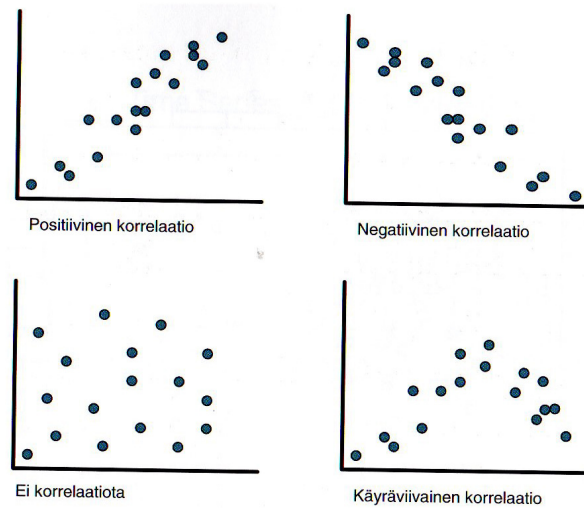 Positiivinen korrelaatio
Negatiivinen korrelaatio
Ei korrelaatiota
Käyräviivainen korrelaatio